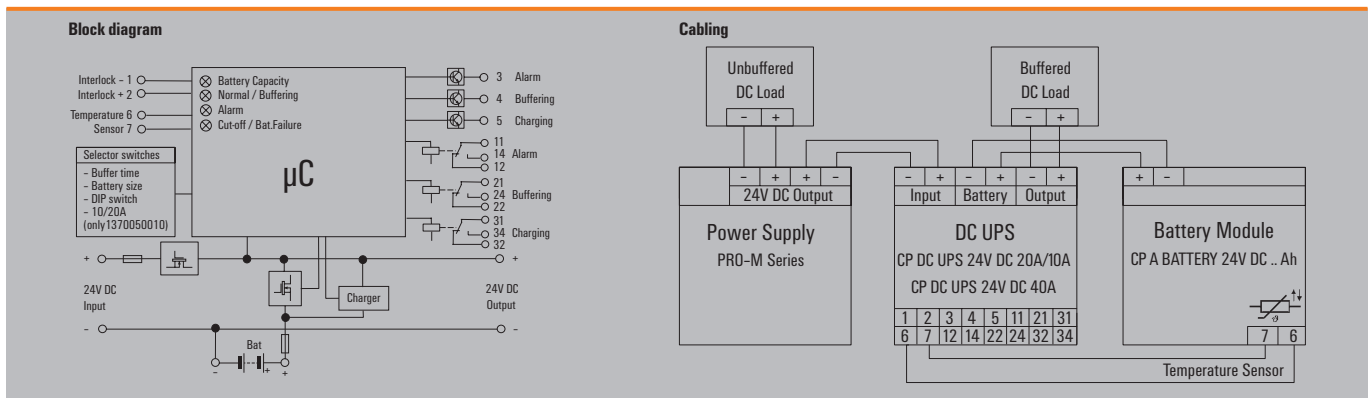 Block diagram
Interlock - 1
Interlock + 2
Temperature 6
Sensor 7
Selector switches
- Buffer time
- Battery size
- DIP switch
- 10/20A
(only1370050010)
Battery Capacity
Normal / Buffering
Alarm
Cut-off / Bat.Failure
µC
3 Alarm
4 Buffering
5 Charging
11
14 Alarm
12
21
24 Buffering
22
31
34 Charging
32
+
24V DC
Input
-
Charger
+
24V DC
Output
-
Bat
- + +
Cabling
Unbuffered
DC Load
- +
Buffered
DC Load
- +
- + + -
24V DC Output
Power Supply
PRO-M Series
- + - + - +
Input Battery Output
DC UPS
CP DC UPS 24V DC 20A/10A
CP DC UPS 24V DC 40A
1 2 3 4 5 11 21 31
6 7 12 14 22 24 32 34
+ -
Battery Module
CP A BATTERY 24V DC .. Ah
ϑ
7 6
Temperature Sensor